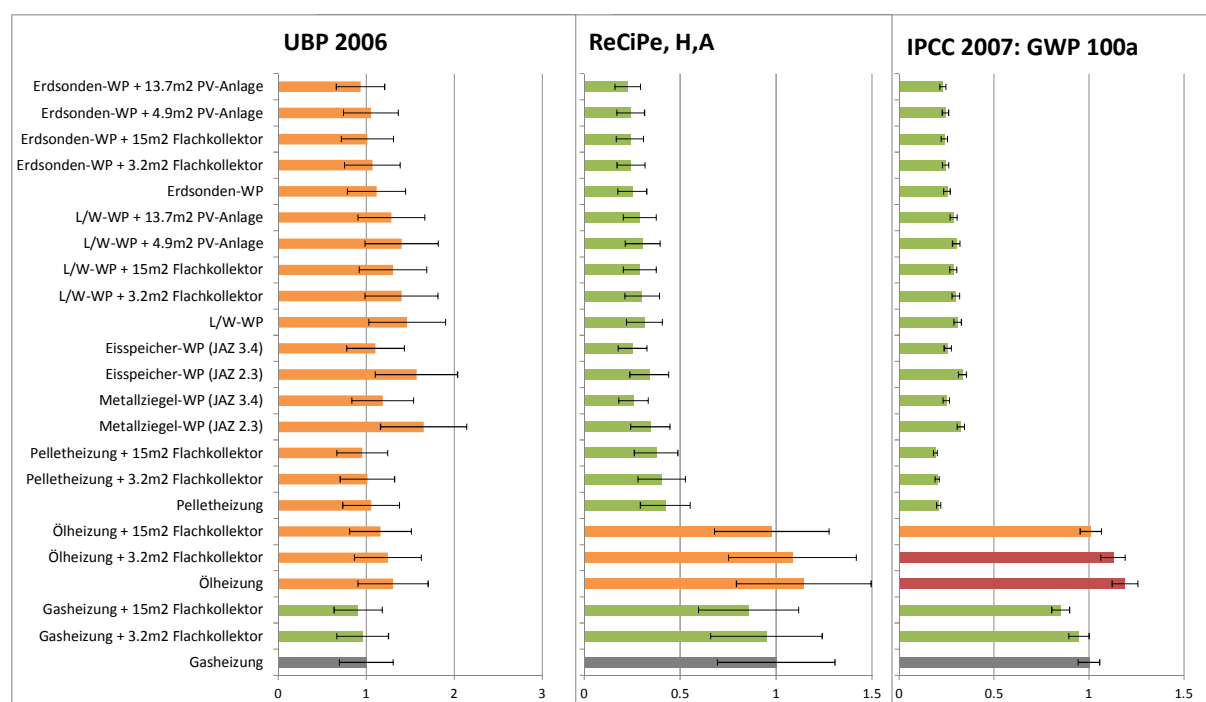 UBP 2006
ReCiPe, H,A
IPCC 2007: GWP 100a
Erdsonden-WP + 13.7m2 PV-Anlage
Erdsonden-WP + 4.9m2 PV-Anlage
Erdsonden-WP + 15m2 Flachkollektor
Erdsonden-WP + 3.2m2 Flachkollektor
Erdsonden-WP
L/W-WP + 13.7m2 PV-Anlage
L/W-WP + 4.9m2 PV-Anlage
L/W-WP + 15m2 Flachkollektor
L/W-WP + 3.2m2 Flachkollektor
L/W-WP
Eisspeicher-WP (JAZ 3.4)
Eisspeicher-WP (JAZ 2.3)
Metallziegel-WP (JAZ 3.4)
Metallziegel-WP (JAZ 2.3)
Pelletheizung + 15m2 Flachkollektor
Pelletheizung + 3.2m2 Flachkollektor
Pelletheizung
Ölheizung + 15m2 Flachkollektor
Ölheizung + 3.2m2 Flachkollektor
Ölheizung
Gasheizung + 15m2 Flachkollektor
Gasheizung + 3.2m2 Flachkollektor
Gasheizung
0 1 2 3
0 0.5 1 1.5
0 0.5 1 1.5